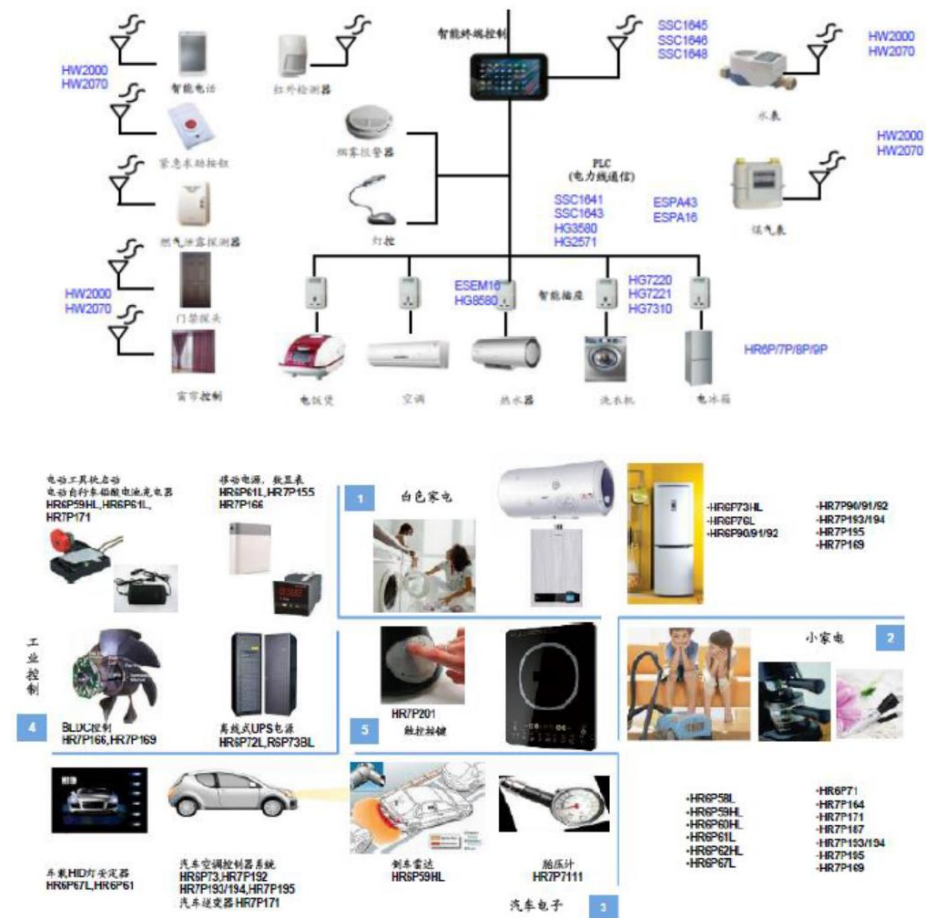 智能终端控制
SSC1645
SSC1646
SSC1648
HW2000
HW2070
HW2000
HW2070
智能电话
红外检测器
水表
紧急求助按钮
烟雾报警器
HW2000
HW2070
PLC
(电力线通信)
SSC1641
SSC1643
HG3580
HG2571
ESPA43
ESPA16
燃气泄露探测器
灯控
煤气表
HW2000
HW2070
门禁探头
ESEM16
HG8580
智能插座
HG7220
HG7221
HG7310
HR6P/7P/8P/9P
窗帘控制
电饭煲
空调
热水器
洗衣机
电冰箱
电动工具软启动
电动自行车铅酸电池充电器
HR6P59HL,HR6P61L,
HR7P171
移动电源，数显表
HR6P61L,HR7P155
HR7P166
1
白色家电
-HR6P73HL
-HR6P76L
-HR6P90/91/92
-HR7P90/91/92
-HR7P193/194
-HR7P195
-HR7P169
工业控制
4
BLDC控制
HR7P166,HR7P169
离线式UPS电源
HR6P72L,R6P73BL
5
HR7P201
触控按键
小家电
2
车载HID灯安定器
HR6P67L,HR6P61
汽车空调控制器系统
HR6P73,HR7P192
HR7P193/194,HR7P195
汽车逆变器HR7P171
倒车雷达
HR6P59HL
胎压计
HR7P7111
汽车电子
3
-HR6P58L
-HR6P59HL
-HR6P60HL
-HR6P61L
-HR6P62HL
-HR6P67L
-HR6P71
-HR7P164
-HR7P171
-HR7P187
-HR7P193/194
-HR7P195
-HR7P169